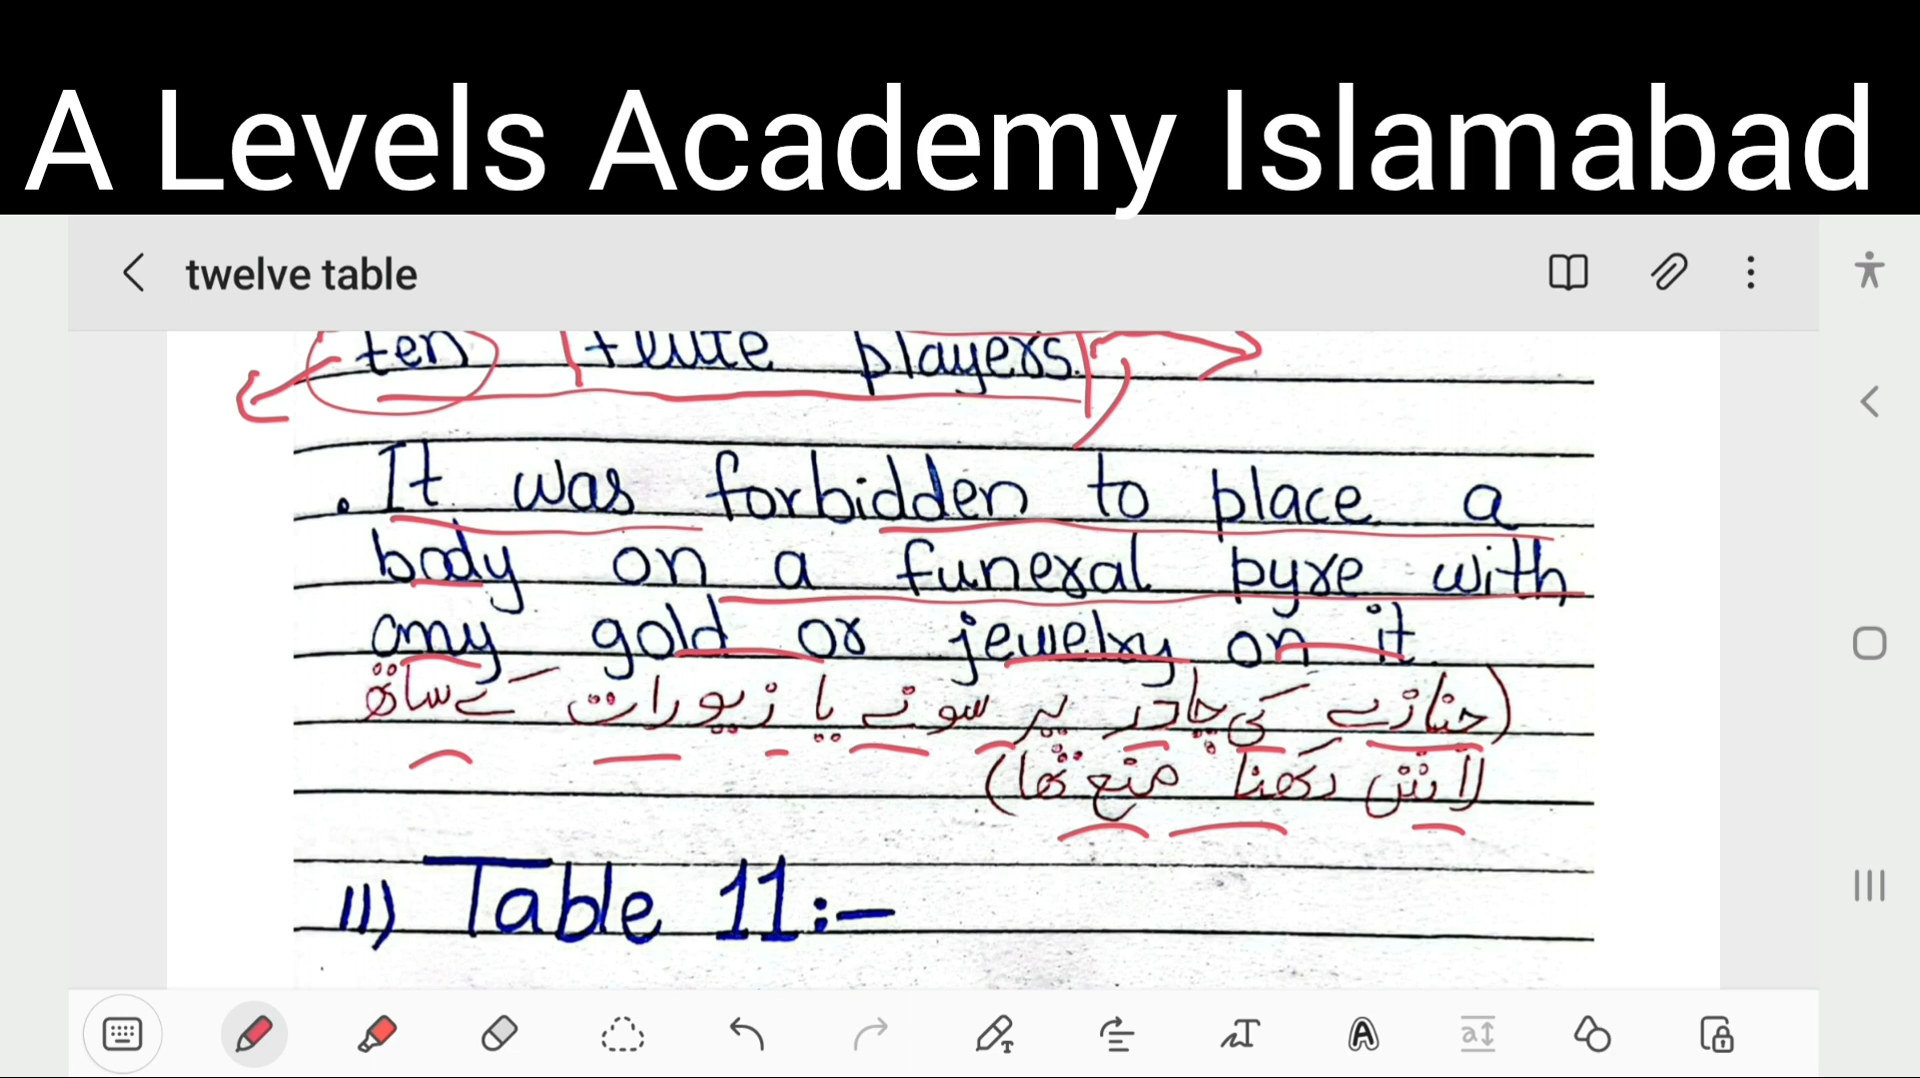 A Levels Academy Islamabad
twelve table
ten flute players.
. It was forbidden to place a
body on a funeral pyre with
any gold or jewelry on it
(جنازے کی چادر پر سونے یا زیورات کے ساتھ
لاش رکھنا منع تھا)
11) Table 11:-